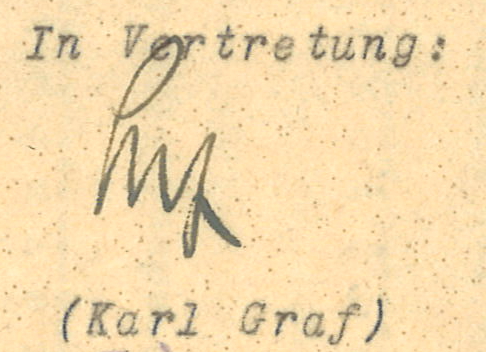 In Vertretung:
(Karl Graf)